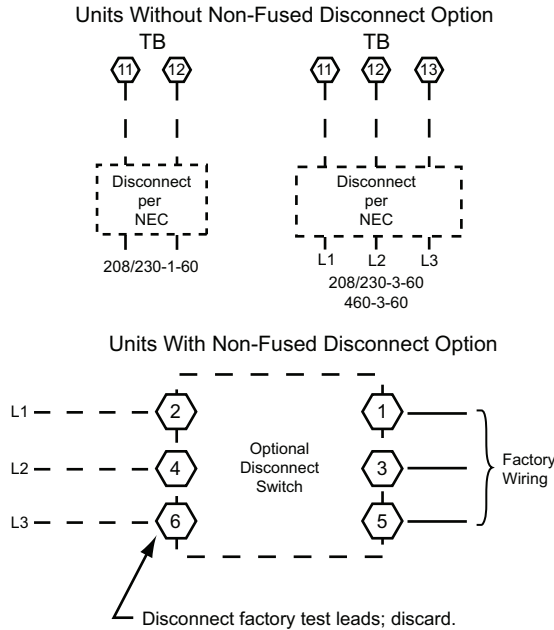 Units Without Non-Fused Disconnect Option
TB TB
11 12 11 12 13
Disconnect
per
NEC
208/230-1-60
Disconnect
per
NEC
L1 L2 L3
208/230-3-60
460-3-60
Units With Non-Fused Disconnect Option
L1 2 1
L2 4 3
L3 6 5
Optional
Disconnect
Switch
Factory
Wiring
Disconnect factory test leads; discard.